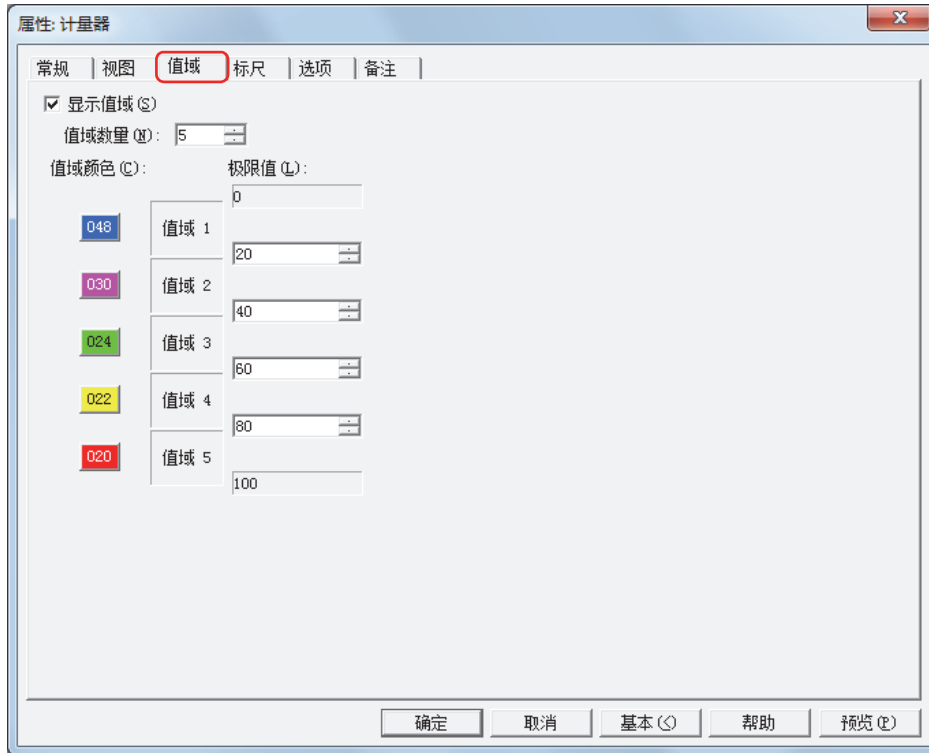 属性: 计量器
常规 视图 值域 标尺 选项 备注
显示值域(S)
值域数量(N): 5
值域颜色(C): 极限值(L):
0
048 值域 1
20
030 值域 2
40
024 值域 3
60
022 值域 4
80
020 值域 5
100
确定 取消 基本(<) 帮助 预览(P)